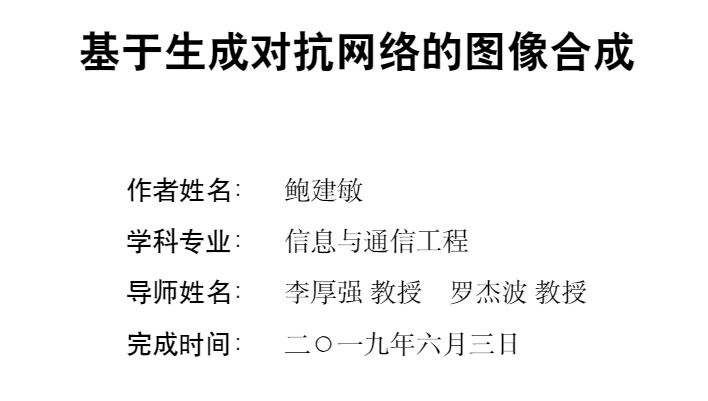 基于生成对抗网络的图像合成
作者姓名： 鲍建敏
学科专业： 信息与通信工程
导师姓名： 李厚强 教授 罗杰波 教授
完成时间： 二〇一九年六月三日